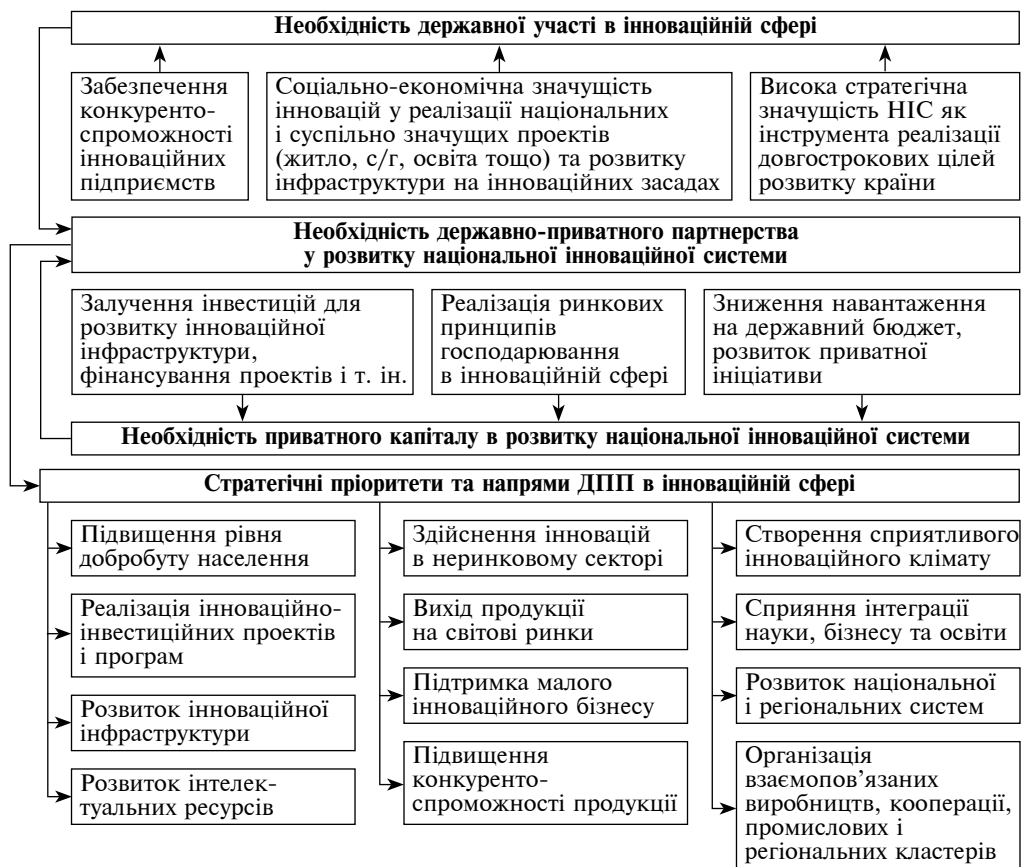 Необхідність державної участі в інноваційній сфері
Забезпечення
конкуренто-
спроможності
інноваційних
підприємств
Соціально-економічна значущість
інновацій у реалізації національних
і суспільно значущих проектів
(житло, с/г, освіта тощо) та розвитку
інфраструктури на інноваційних засадах
Висока стратегічна
значущість НІС як
інструмента реалізації
довгострокових цілей
розвитку країни
Необхідність державно-приватного партнерства
у розвитку національної інноваційної системи
Залучення інвестицій для
розвитку інноваційної
інфраструктури,
фінансування проектів і т. ін.
Реалізація ринкових
принципів
господарювання
в інноваційній сфері
Зниження навантаження
на державний бюджет,
розвиток приватної
ініціативи
Необхідність приватного капіталу в розвитку національної інноваційної системи
Стратегічні пріоритети та напрями ДПП в інноваційній сфері
Підвищення рівня
добробуту населення
Реалізація інноваційно-
інвестиційних проектів
і програм
Розвиток інноваційної
інфраструктури
Розвиток інтелек-
туальних ресурсів
Здійснення інновацій
в неринковому секторі
Вихід продукції
на світові ринки
Підтримка малого
інноваційного бізнесу
Підвищення
конкуренто-
спроможності продукції
Створення сприятливого
інноваційного клімату
Сприяння інтеграції
науки, бізнесу та освіти
Розвиток національної
і регіональних систем
Організація
взаємопов’язаних
виробництв, кооперації,
промислових і
регіональних кластерів